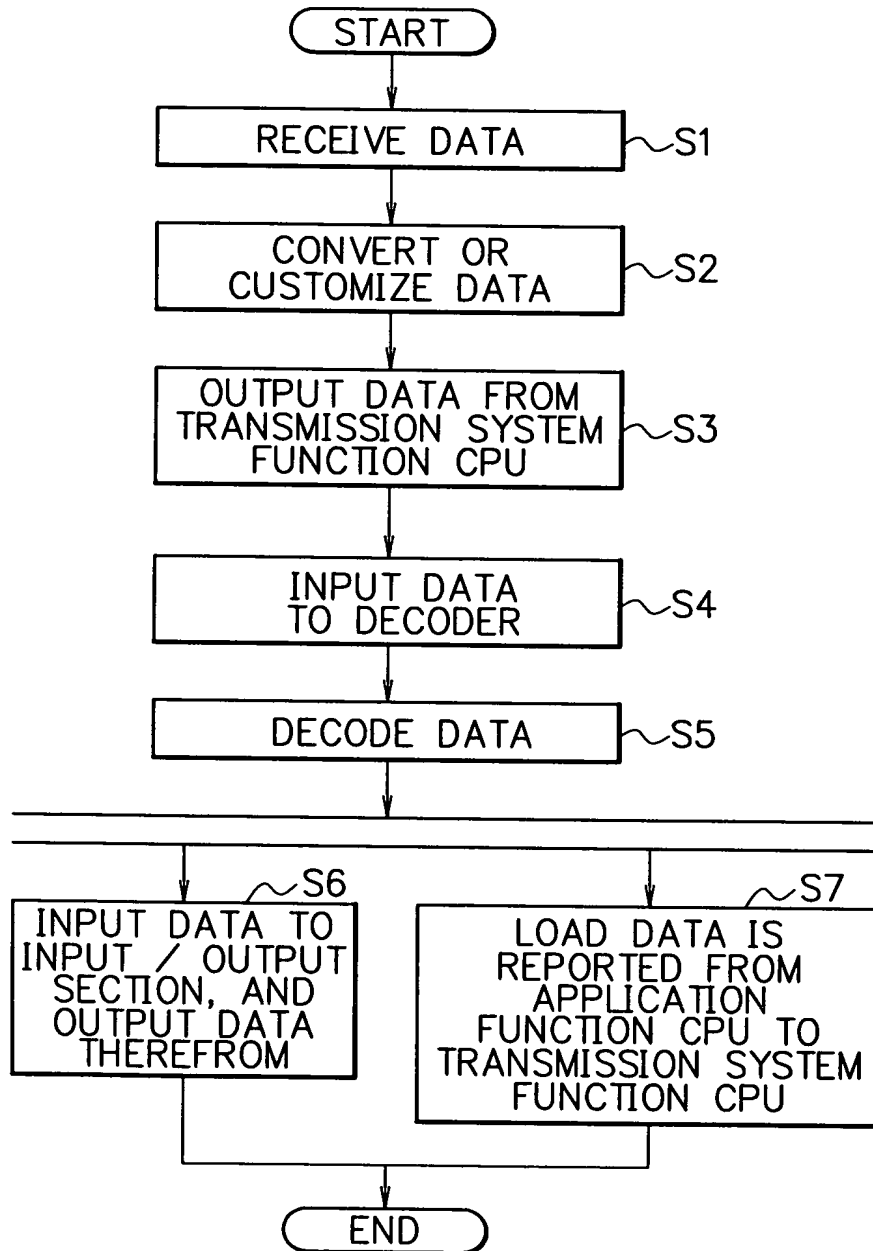 START
RECEIVE DATA
S1
CONVERT OR
CUSTOMIZE DATA
S2
OUTPUT DATA FROM
TRANSMISSION SYSTEM
FUNCTION CPU
S3
INPUT DATA
TO DECODER
S4
DECODE DATA
S5
S6
INPUT DATA TO
INPUT / OUTPUT
SECTION, AND
OUTPUT DATA
THEREFROM
S7
LOAD DATA IS
REPORTED FROM
APPLICATION
FUNCTION CPU TO
TRANSMISSION SYSTEM
FUNCTION CPU
END